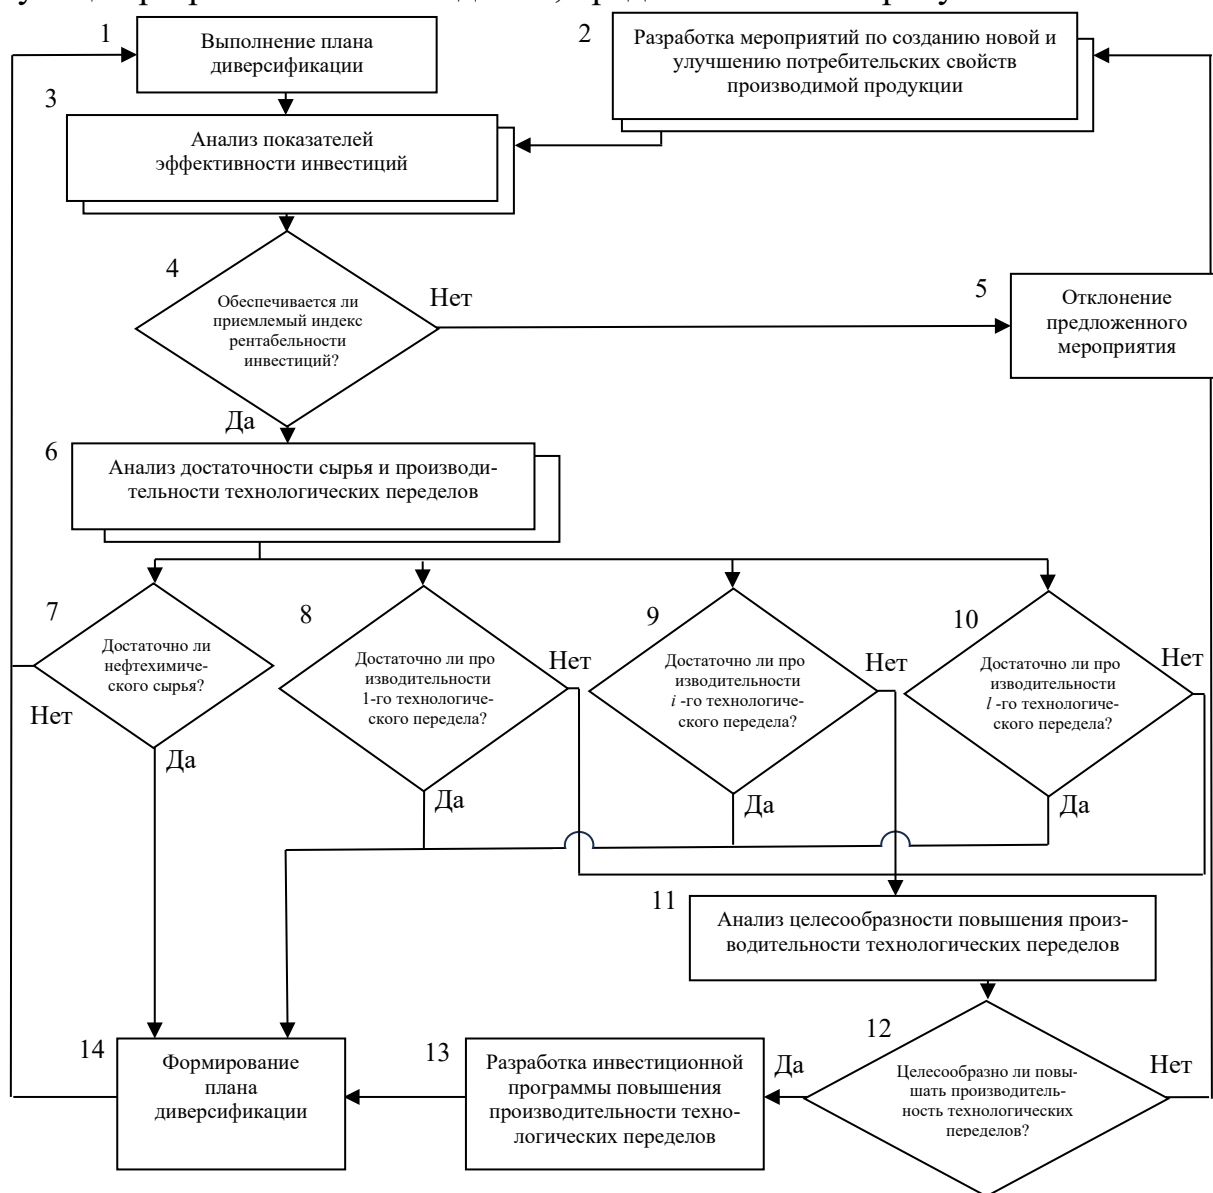 1
Выполнение плана
диверсификации
2
Разработка мероприятий по созданию новой и
улучшению потребительских свойств
производимой продукции
3
Анализ показателей
эффективности инвестиций
4
Обеспечивается ли
приемлемый индекс
рентабельности
инвестиций?
Нет
Да
5
Отклонение
предложенного
мероприятия
6
Анализ достаточности сырья и производи-
тельности технологических переделов
7
Достаточно ли
нефтехимиче-
ского сырья?
Нет
Да
8
Достаточно ли про
изводительности
1-го технологиче-
ского передела?
Нет
Да
9
Достаточно ли про
изводительности
i -го технологиче-
ского передела?
Нет
Да
10
Достаточно ли про
изводительности
l -го технологиче-
ского передела?
Нет
Да
11
Анализ целесообразности повышения произ-
водительности технологических переделов
12
Целесообразно ли повы-
шать производитель-
ность технологических
переделов?
Да
Нет
13
Разработка инвестиционной
программы повышения
производительности техно-
логических переделов
14
Формирование
плана
диверсификации